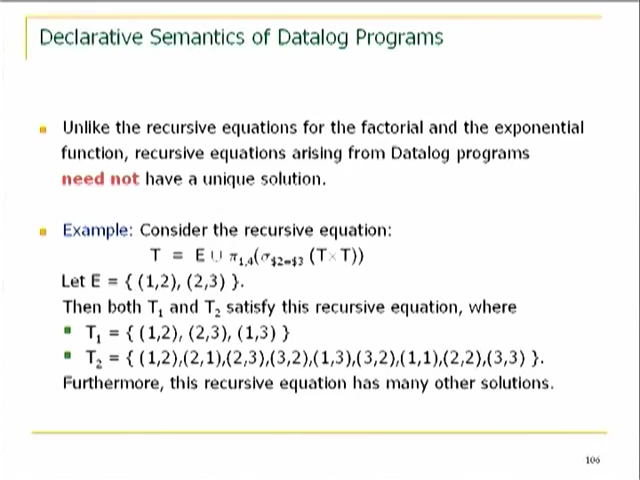 Declarative Semantics of Datalog Programs
Unlike the recursive equations for the factorial and the exponential
function, recursive equations arising from Datalog programs
need not have a unique solution.
Example: Consider the recursive equation:
T = E ∪ π1,4(σ$2=$3 (T×T))
Let E = { (1,2), (2,3) }.
Then both T1 and T2 satisfy this recursive equation, where
T1 = { (1,2), (2,3), (1,3) }
T2 = { (1,2),(2,1),(2,3),(3,2),(1,3),(3,2),(1,1),(2,2),(3,3) }.
Furthermore, this recursive equation has many other solutions.
106